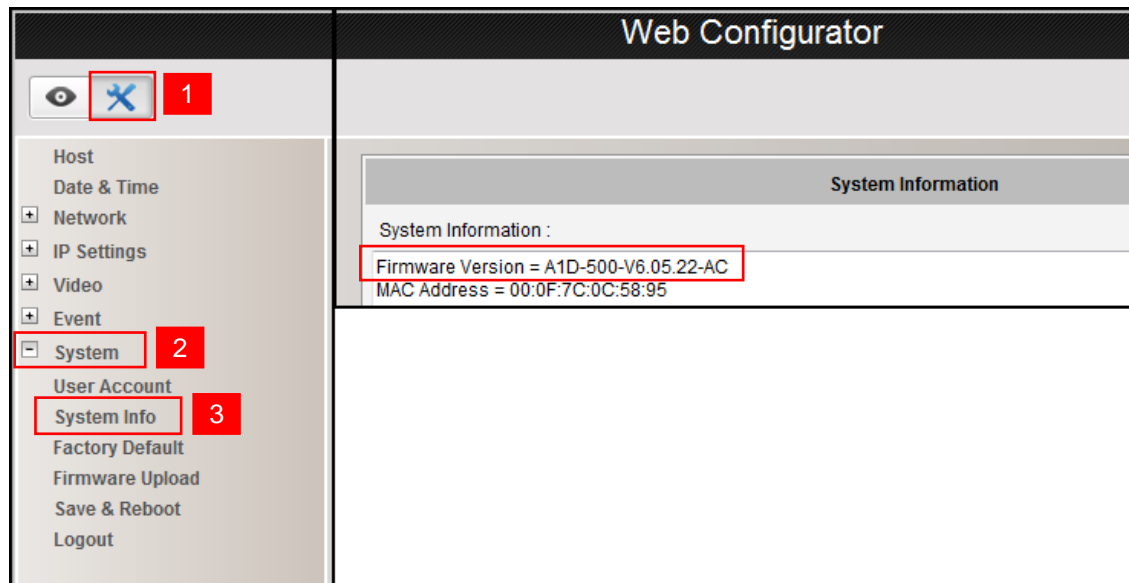 Web Configurator
1
Host
Date & Time
Network
IP Settings
Video
Event
System
2
User Account
System Info
3
Factory Default
Firmware Upload
Save & Reboot
Logout
System Information
System Information :
Firmware Version = A1D-500-V6.05.22-AC
MAC Address = 00:0F:7C:0C:58:95